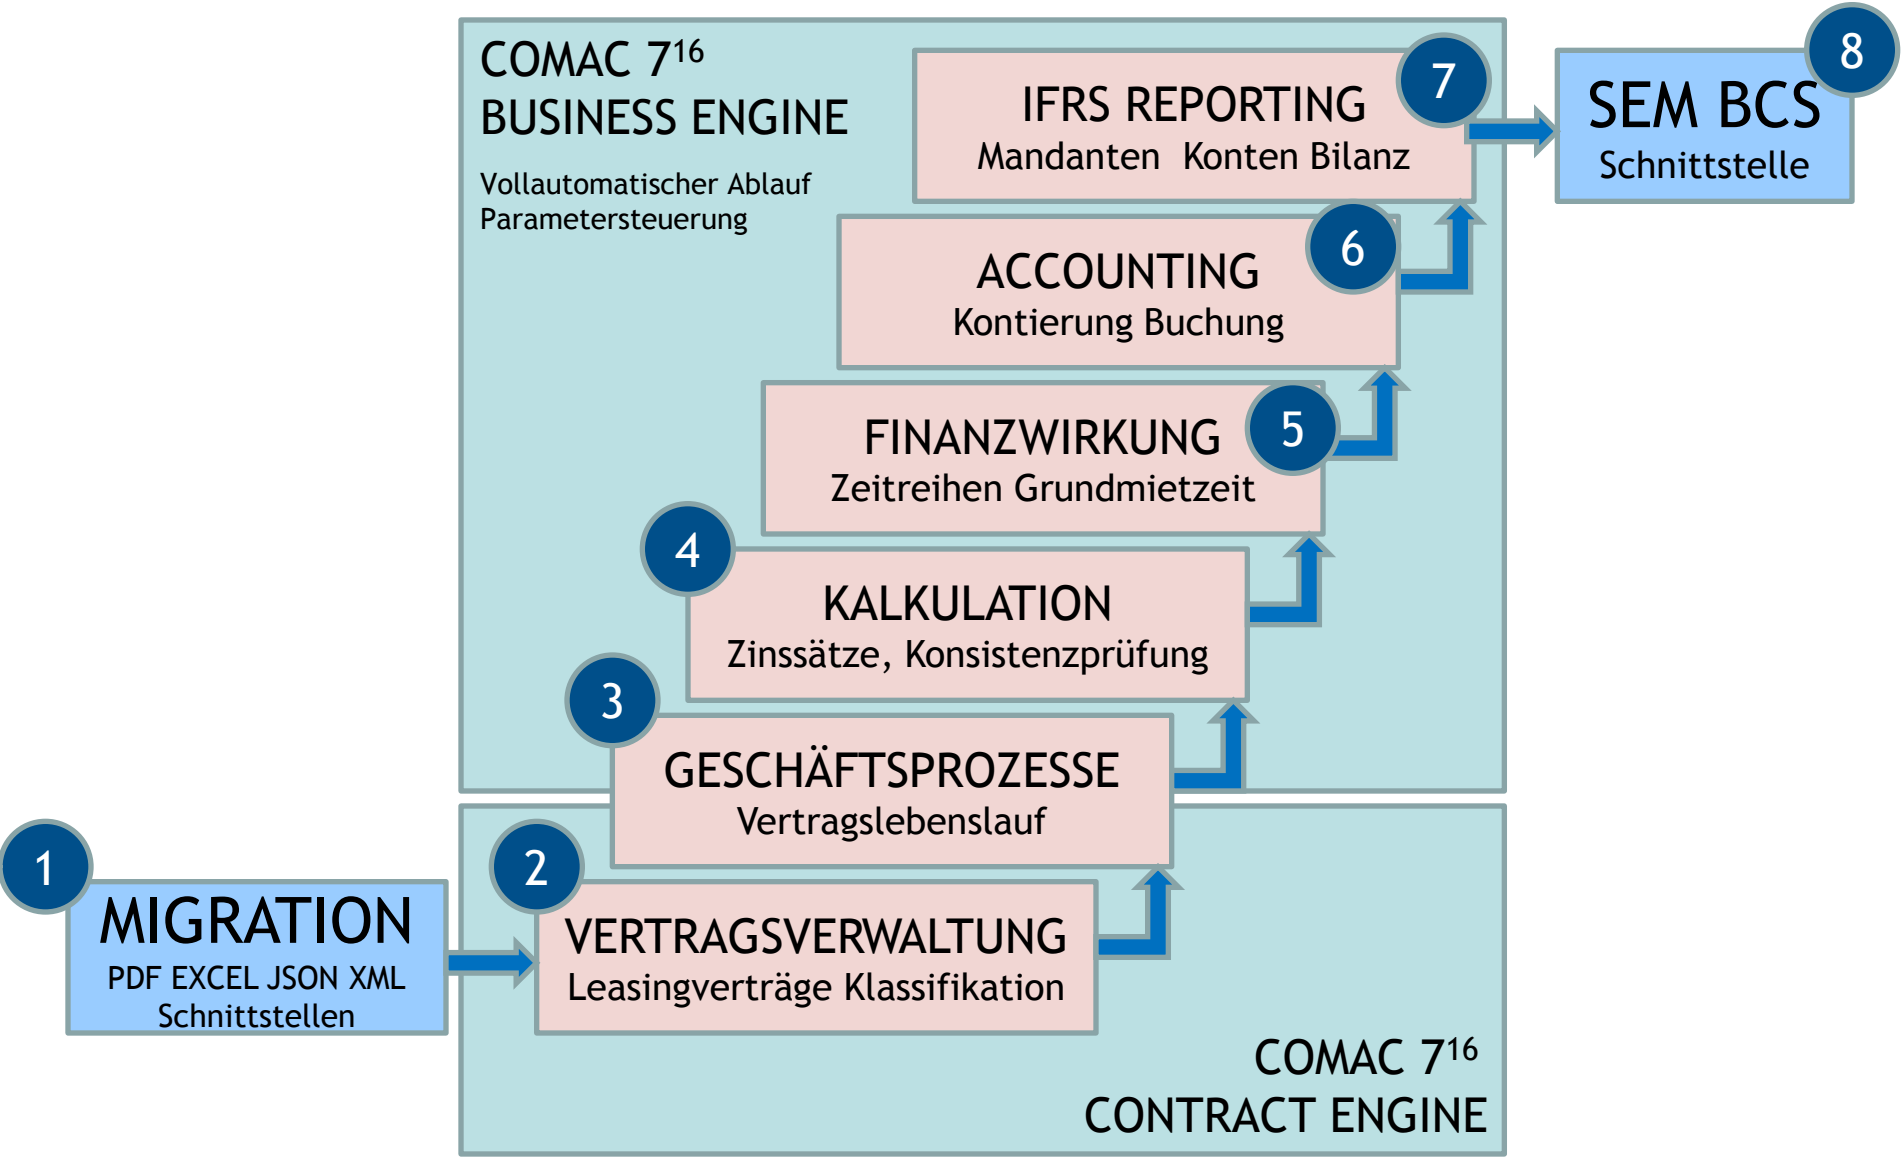 COMAC 7¹⁶
BUSINESS ENGINE
Vollautomatischer Ablauf
Parametersteuerung
8
SEM BCS
Schnittstelle
7
IFRS REPORTING
Mandanten Konten Bilanz
6
ACCOUNTING
Kontierung Buchung
5
FINANZWIRKUNG
Zeitreihen Grundmietzeit
4
KALKULATION
Zinssätze, Konsistenzprüfung
3
GESCHÄFTSPROZESSE
Vertragslebenslauf
2
VERTRAGSVERWALTUNG
Leasingverträge Klassifikation
1
MIGRATION
PDF EXCEL JSON XML
Schnittstellen
COMAC 7¹⁶
CONTRACT ENGINE